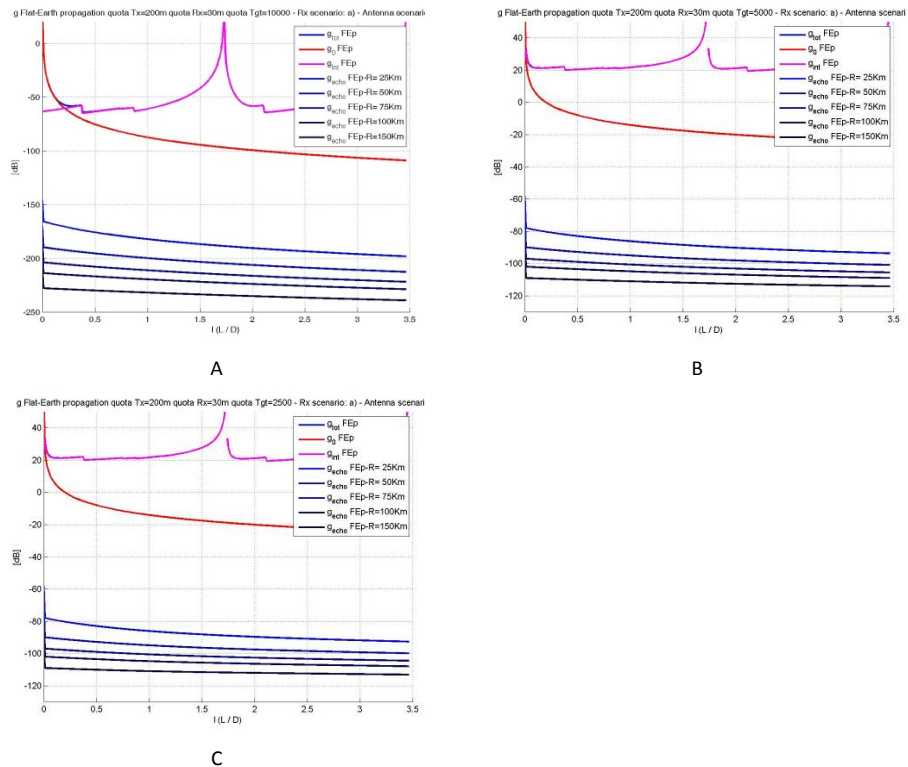 g Flat-Earth propagation quota Tx=200m quota Rx=30m quota Tgt=10000 - Rx scenario: a) - Antenna scenari
0
-50
-100
-150
-200
-250
[dB]
0
0.5
1
1.5
2
2.5
3
3.5
l (L / D)
gtot FEp
g0 FEp
gint FEp
gecho FEp-R= 25Km
gecho FEp-R= 50Km
gecho FEp-R= 75Km
gecho FEp-R=100Km
gecho FEp-R=150Km
A
g Flat-Earth propagation quota Tx=200m quota Rx=30m quota Tgt=5000 - Rx scenario: a) - Antenna scenari
40
20
0
-20
-40
-60
-80
-100
-120
[dB]
0
0.5
1
1.5
2
2.5
3
3.5
l (L / D)
gtot FEp
g0 FEp
gint FEp
gecho FEp-R= 25Km
gecho FEp-R= 50Km
gecho FEp-R= 75Km
gecho FEp-R=100Km
gecho FEp-R=150Km
B
g Flat-Earth propagation quota Tx=200m quota Rx=30m quota Tgt=2500 - Rx scenario: a) - Antenna scenari
40
20
0
-20
-40
-60
-80
-100
-120
[dB]
0
0.5
1
1.5
2
2.5
3
3.5
l (L / D)
gtot FEp
g0 FEp
gint FEp
gecho FEp-R= 25Km
gecho FEp-R= 50Km
gecho FEp-R= 75Km
gecho FEp-R=100Km
gecho FEp-R=150Km
C